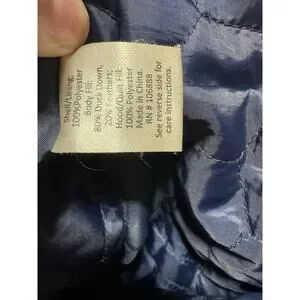 Shell/Lining:
100%Polyester
Body Fill:
80% Duck Down,
20% Feathers;
Hood/Quilt Fill:
100% Polyester
Made in China.
RN # 106888
See reverse side for
care instructions.